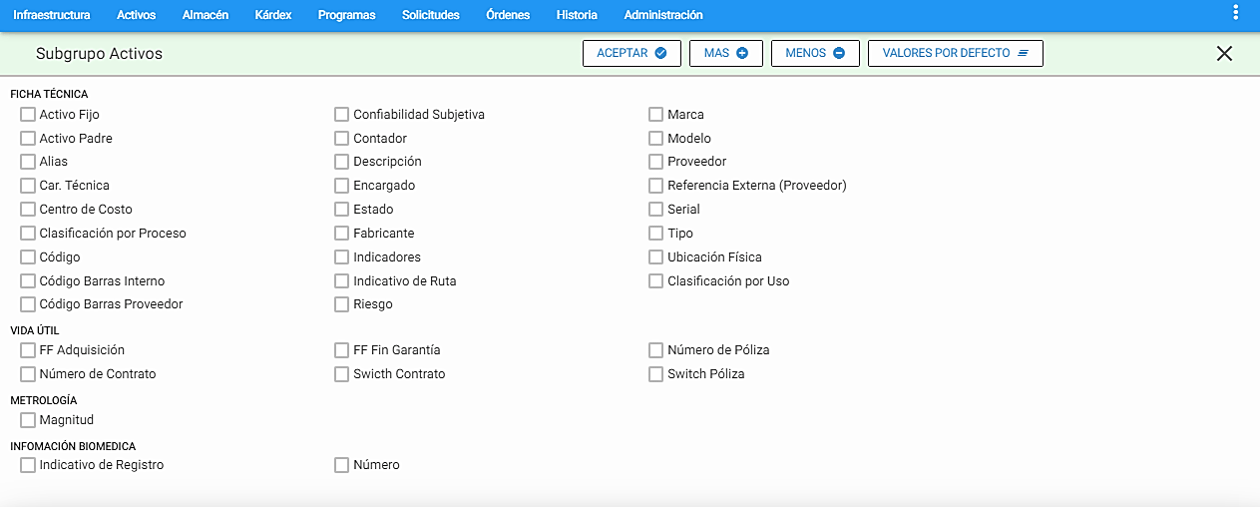 Infraestructura Activos Almacén Kárdex Programas Solicitudes Órdenes Historia Administración
Subgrupo Activos ACEPTAR MAS MENOS VALORES POR DEFECTO
FICHA TÉCNICA
Activo Fijo Confiabilidad Subjetiva Marca
Activo Padre Contador Modelo
Alias Descripción Proveedor
Car. Técnica Encargado Referencia Externa (Proveedor)
Centro de Costo Estado Serial
Clasificación por Proceso Fabricante Tipo
Código Indicadores Ubicación Física
Código Barras Interno Indicativo de Ruta Clasificación por Uso
Código Barras Proveedor Riesgo
VIDA ÚTIL
FF Adquisición FF Fin Garantía Número de Póliza
Número de Contrato Swicth Contrato Switch Póliza
METROLOGÍA
Magnitud
INFOMACIÓN BIOMEDICA
Indicativo de Registro Número